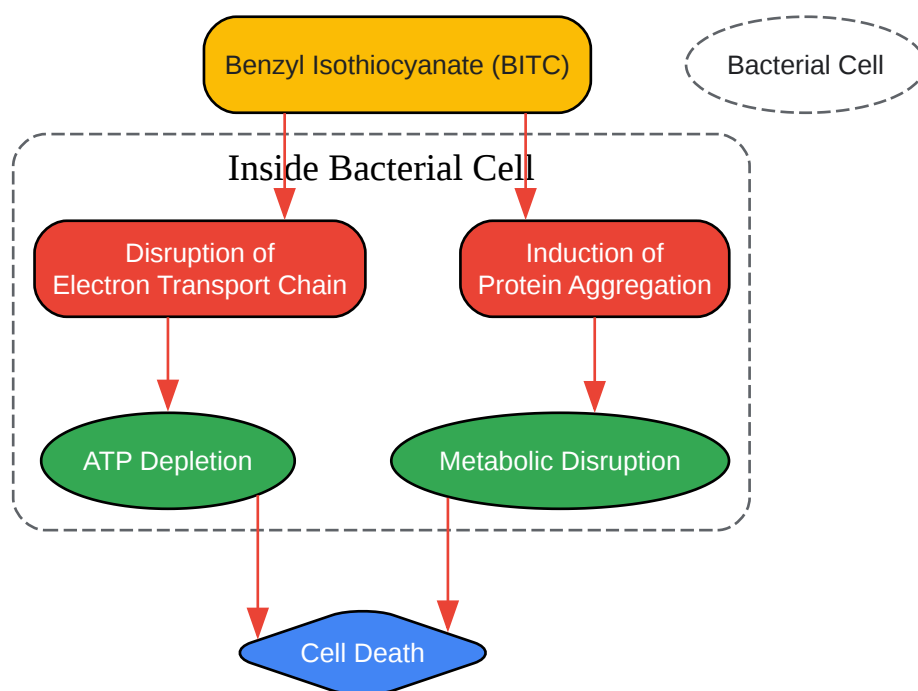 Benzyl Isothiocyanate (BITC)
Bacterial Cell
Inside Bacterial Cell
Disruption of
Electron Transport Chain
Induction of
Protein Aggregation
ATP Depletion
Metabolic Disruption
Cell Death